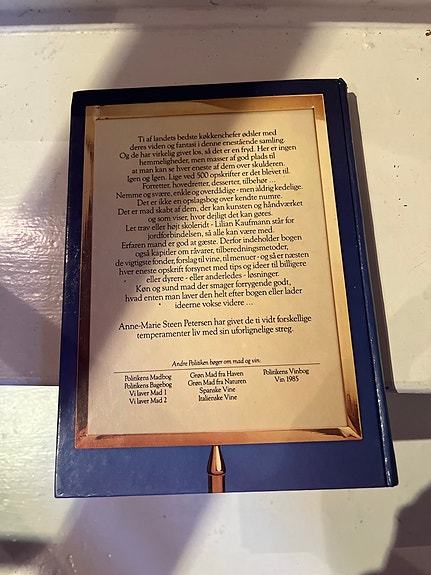 Ti af landets bedste køkkenchefer ødsler med
deres viden og fantasi i denne enestående samling.
Og de har virkelig givet los, så det er en fryd. Her er ingen
hemmeligheder, men masser af god plads til
at man kan se hver eneste af dem over skulderen.
Igen og Igen. Lige ved 500 opskrifter er det blevet til.
Forretter, hovedretter, desserter, tilbehør ...
Nemme og svære, enkle og overdådige - men aldrig kedelige.
Det er ikke en opslagsbog over kendte numre.
Det er mad skabt af dem, der kan kunsten og håndværket
og som viser, hvor dejligt det kan gøres.
Let trav eller højt skoleridt - Lilian Kaufmann står for
jordforbindelsen, så alle kan være med.
Erfaren mand er god at gæste. Derfor indeholder bogen
også kapitler om råvarer, tilberedningsmetoder,
de vigtigste fonder, forslag til vine, til menuer - og så er næsten
hver eneste opskrift forsynet med tips og ideer til billigere
eller dyrere - eller anderledes - løsninger.
Køn og sund mad der smager forrygende godt,
hvad enten man laver den helt efter bogen eller lader
ideerne vokse videre ...
Anne-Marie Steen Petersen har givet de ti vidt forskellige
temperamenter liv med sin uforlignelige streg.
Andre Politiken bøger om mad og vin:
Politikens Madbog
Politikens Bagebog
Vi laver Mad 1
Vi laver Mad 2
Grøn Mad fra Haven
Grøn Mad fra Naturen
Spanske Vine
Italienske Vine
Politikens Vinbog
Vin 1985